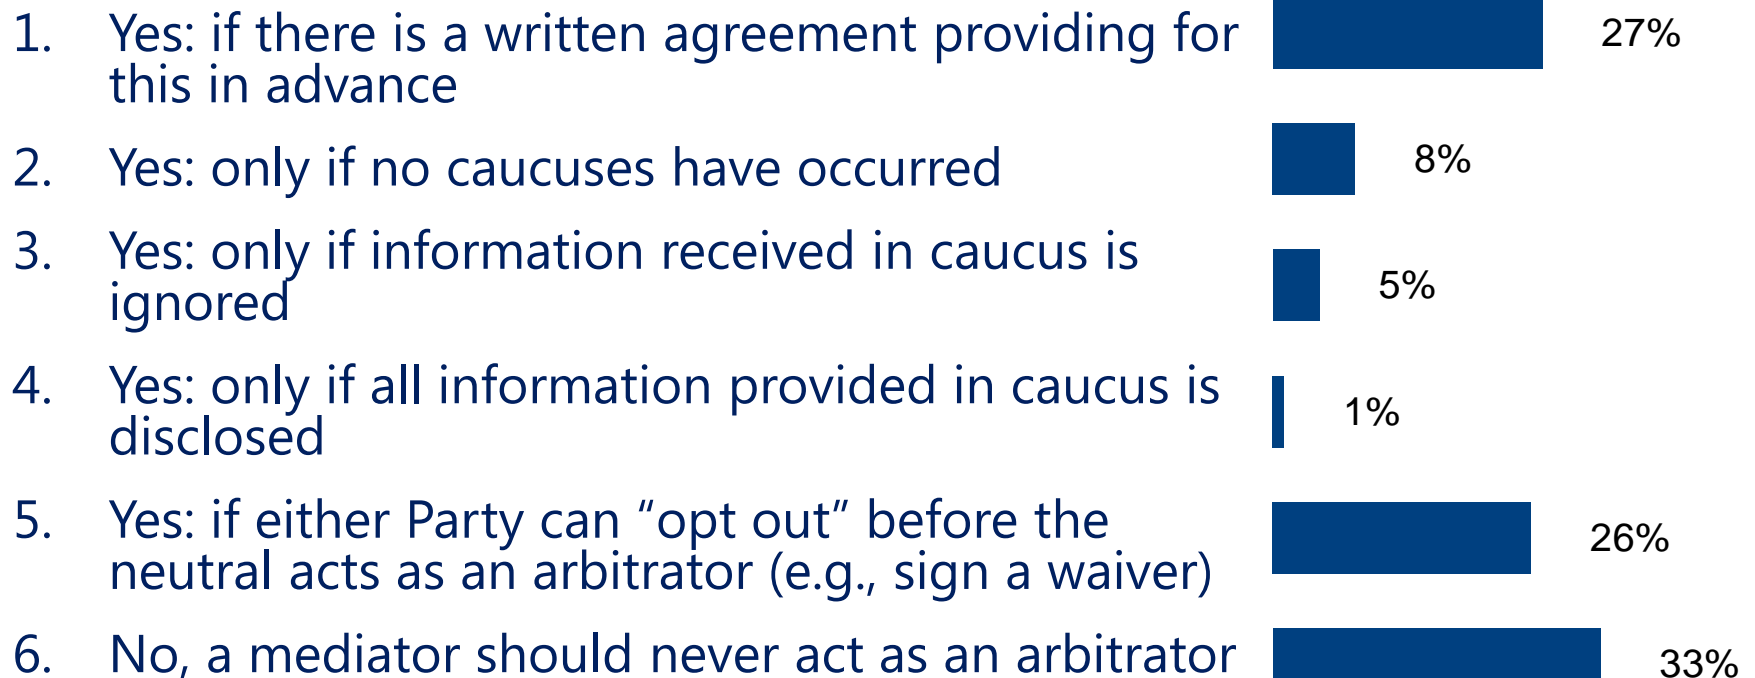 1. Yes: if there is a written agreement providing for 27%
this in advance
2. Yes: only if no caucuses have occurred 8%
3. Yes: only if information received in caucus is
ignored 5%
4. Yes: only if all information provided in caucus is
disclosed 1%
5. Yes: if either Party can “opt out” before the
neutral acts as an arbitrator (e.g., sign a waiver) 26%
6. No, a mediator should never act as an arbitrator 33%